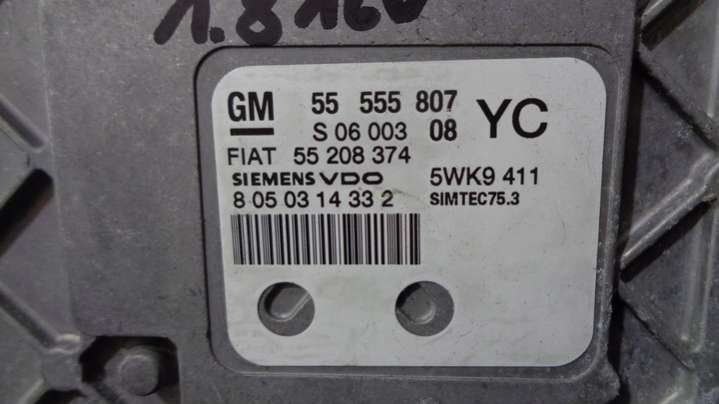 1.8 16V
GM 55 555 807 YC
S 06 003 08
FIAT 55 208 374
SIEMENS VDO 5WK9 411
8 05 03 14 33 2 SIMTEC75.3